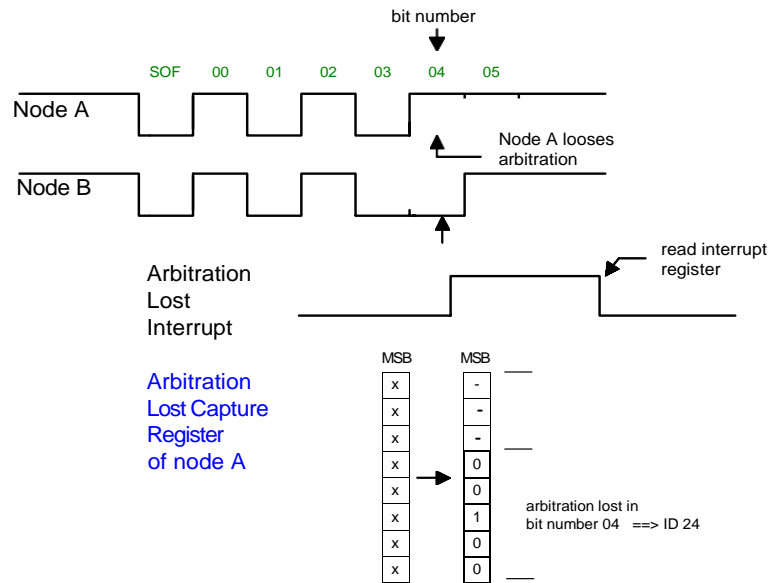 bit number
SOF 00 01 02 03 04 05
Node A
Node A looses
arbitration
Node B
read interrupt
register
Arbitration
Lost
Interrupt
MSB MSB
Arbitration
Lost Capture
Register
of node A
x -
x -
x -
x 0
x 0
x 1
x 0
x 0
arbitration lost in
bit number 04 ==> ID 24